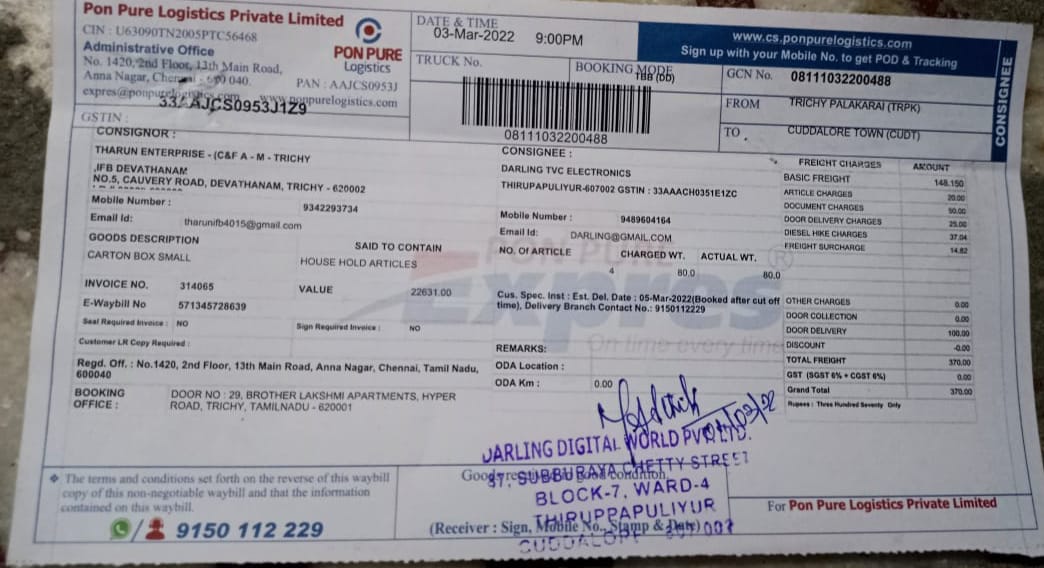 Pon Pure Logistics Private Limited
CIN : U63090TN2005PTC56468
Administrative Office
No. 1420, 2nd Floor, 13th Main Road,
Anna Nagar, Chennai - 600 040.
PAN : AAJCS0953J
33AAJCS0953J1Z9
GSTIN :
PON PURE
Logistics
DATE & TIME
03-Mar-2022 9:00PM
TRUCK No.
BOOKING MODE
TBB (DD)
08111032200488
www.cs.ponpurelogistics.com
Sign up with your Mobile No. to get POD & Tracking
GCN No. 08111032200488
FROM TRICHY PALAKARAI (TRPK)
TO CUDDALORE TOWN (CUDT)
CONSIGNEE
CONSIGNOR :
THARUN ENTERPRISE - (C&F A - M - TRICHY
,IFB DEVATHANAM
NO.5, CAUVERY ROAD, DEVATHANAM, TRICHY - 620002
Mobile Number : 9342293734
Email Id: tharunifb4015@gmail.com
GOODS DESCRIPTION SAID TO CONTAIN
CARTON BOX SMALL HOUSE HOLD ARTICLES
INVOICE NO. 314065 VALUE 22631.00
E-Waybill No 571345728639
Seal Required Invoice : NO Sign Required Invoice : NO
Customer LR Copy Required :
Regd. Off. : No.1420, 2nd Floor, 13th Main Road, Anna Nagar, Chennai, Tamil Nadu,
600040
BOOKING OFFICE : DOOR NO : 29, BROTHER LAKSHMI APARTMENTS, HYPER
ROAD, TRICHY, TAMILNADU - 620001
CONSIGNEE :
DARLING TVC ELECTRONICS
THIRUPAPULIYUR-607002 GSTIN : 33AAACH0351E1ZC
Mobile Number : 9489604164
Email Id: DARLING@GMAIL.COM
NO. OF ARTICLE CHARGED WT. ACTUAL WT.
4 80.0 80.0
PON PURE
Expres
On time every time
Cus. Spec. Inst : Est. Del. Date : 05-Mar-2022(Booked after cut off
time), Delivery Branch Contact No.: 9150112229
REMARKS:
ODA Location :
ODA Km : 0.00
FREIGHT CHARGES AMOUNT
BASIC FREIGHT 148.150
ARTICLE CHARGES 20.00
DOCUMENT CHARGES 50.00
DOOR DELIVERY CHARGES 25.00
DIESEL HIKE CHARGES 37.04
FREIGHT SURCHARGE 14.82
OTHER CHARGES 0.00
DOOR COLLECTION 0.00
DOOR DELIVERY 100.00
DISCOUNT -0.00
TOTAL FREIGHT 370.00
GST (SGST 6% + CGST 6%) 0.00
Grand Total 370.00
Rupees : Three Hundred Seventy Only
DARLING DIGITAL WORLD PVT LTD.
37, SUBBURAYA CHETTY STREET
BLOCK-7, WARD-4
THIRUPPAPULIYUR
The terms and conditions set forth on the reverse of this waybill
copy of this non-negotiable waybill and that the information
contained on this waybill.
9150 112 229
(Receiver : Sign, Mobile No., Stamp & Date)
For Pon Pure Logistics Private Limited